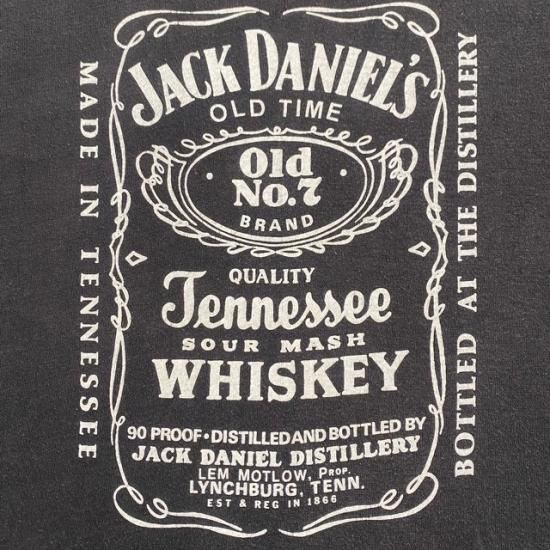 JACK DANIEL'S
OLD TIME
Old
No.7
BRAND
QUALITY
Tennessee
SOUR MASH
WHISKEY
90 PROOF · DISTILLED AND BOTTLED BY
JACK DANIEL DISTILLERY
LEM MOTLOW, PROP.
LYNCHBURG, TENN.
EST & REG IN 1866
MADE IN TENNESSEE
BOTTLED AT THE DISTILLERY